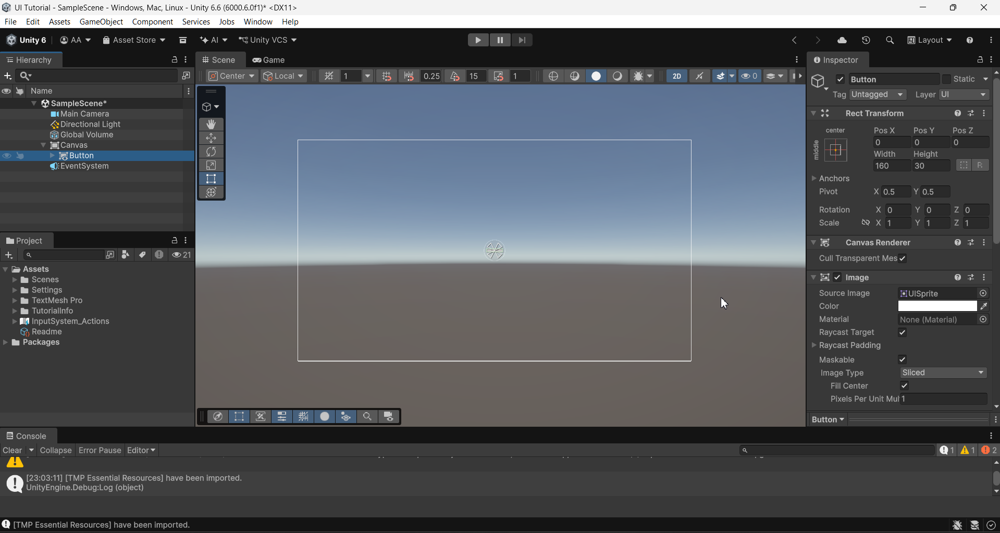 UI Tutorial - SampleScene - Windows, Mac, Linux - Unity 6.6 (6000.6.0f1)* <DX11>
File Edit Assets GameObject Component Services Jobs Window Help
Unity 6 AA Asset Store AI Unity VCS Layout
Hierarchy
Name
SampleScene*
Main Camera
Directional Light
Global Volume
Canvas
Button
EventSystem
Project
21
Assets
Scenes
Settings
TextMesh Pro
TutorialInfo
InputSystem_Actions
Readme
Packages
Scene Game
Center Local 1 0.25 15 1 2D 0
Inspector
Button Static
Tag Untagged Layer UI
Rect Transform
center Pos X Pos Y Pos Z
middle 0 0 0
Width Height
160 30 R
Anchors
Pivot X 0.5 Y 0.5
Rotation X 0 Y 0 Z 0
Scale X 1 Y 1 Z 1
Canvas Renderer
Cull Transparent Mes
Image
Source Image UISprite
Color
Material None (Material)
Raycast Target
Raycast Padding
Maskable
Image Type Sliced
Fill Center
Pixels Per Unit Mul 1
Button
Console
Clear Collapse Error Pause Editor 1 1 2
[23:03:11] [TMP Essential Resources] have been imported.
UnityEngine.Debug:Log (object)
[TMP Essential Resources] have been imported.